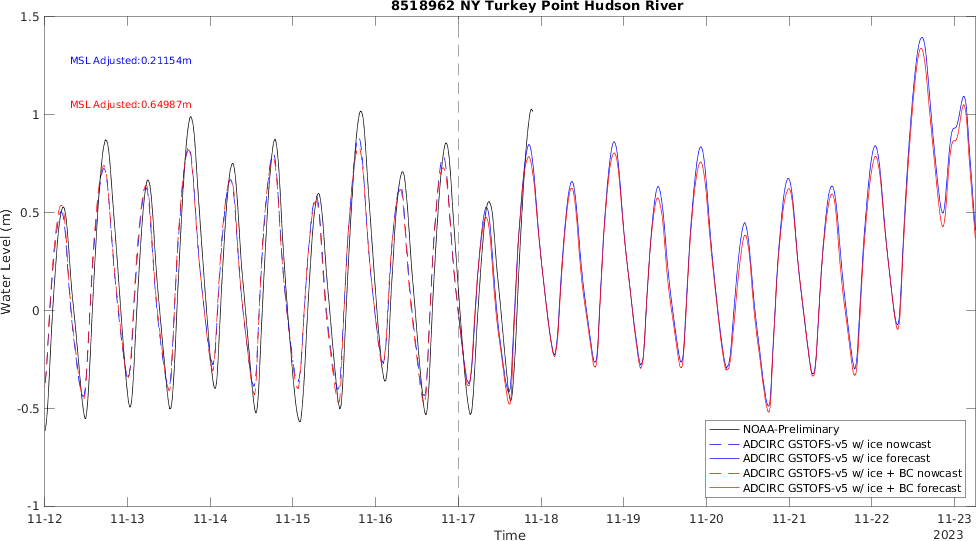 8518962 NY Turkey Point Hudson River
1.5
1
0.5
0
-0.5
-1
Water Level (m)
MSL Adjusted:0.21154m
MSL Adjusted:0.64987m
NOAA-Preliminary
ADCIRC GSTOFS-v5 w/ ice nowcast
ADCIRC GSTOFS-v5 w/ ice forecast
ADCIRC GSTOFS-v5 w/ ice + BC nowcast
ADCIRC GSTOFS-v5 w/ ice + BC forecast
11-12 11-13 11-14 11-15 11-16 11-17 11-18 11-19 11-20 11-21 11-22 11-23
Time
2023